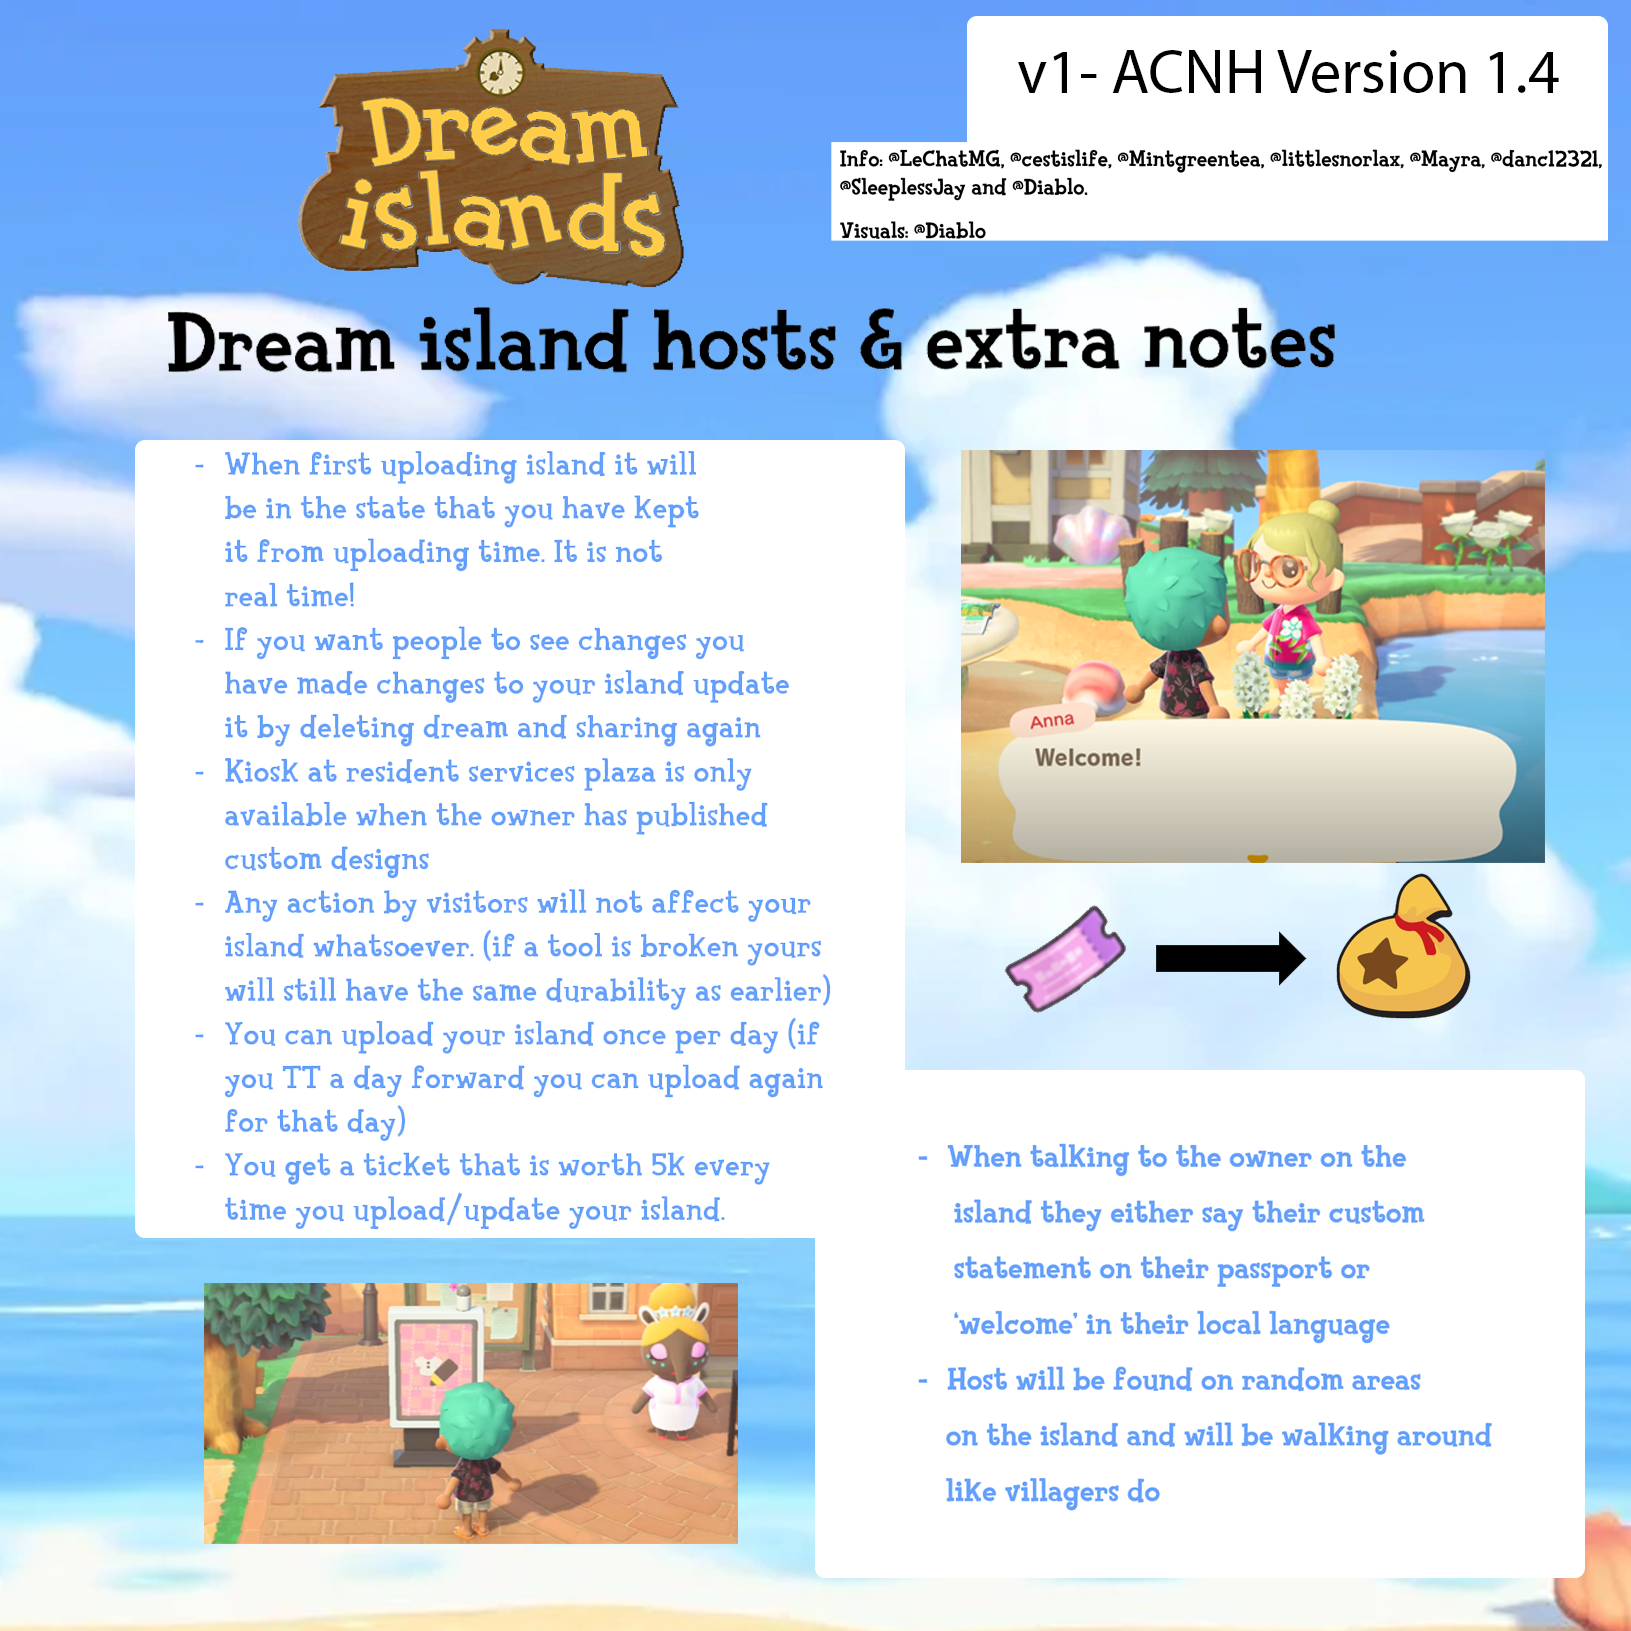 Dream
islands
v1- ACNH Version 1.4
Info: @LeChatMG, @cestislife, @Mintgreentea, @littlesnorlax, @Mayra, @danc12321,
@SleeplessJay and @Diablo.
Visuals: @Diablo
Dream island hosts & extra notes
- When first uploading island it will
be in the state that you have kept
it from uploading time. It is not
real time!
- If you want people to see changes you
have made changes to your island update
it by deleting dream and sharing again
- Kiosk at resident services plaza is only
available when the owner has published
custom designs
- Any action by visitors will not affect your
island whatsoever. (if a tool is broken yours
will still have the same durability as earlier)
- You can upload your island once per day (if
you TT a day forward you can upload again
for that day)
- You get a ticket that is worth 5k every
time you upload/update your island.
Anna
Welcome!
- When talking to the owner on the
island they either say their custom
statement on their passport or
‘welcome’ in their local language
- Host will be found on random areas
on the island and will be walking around
like villagers do